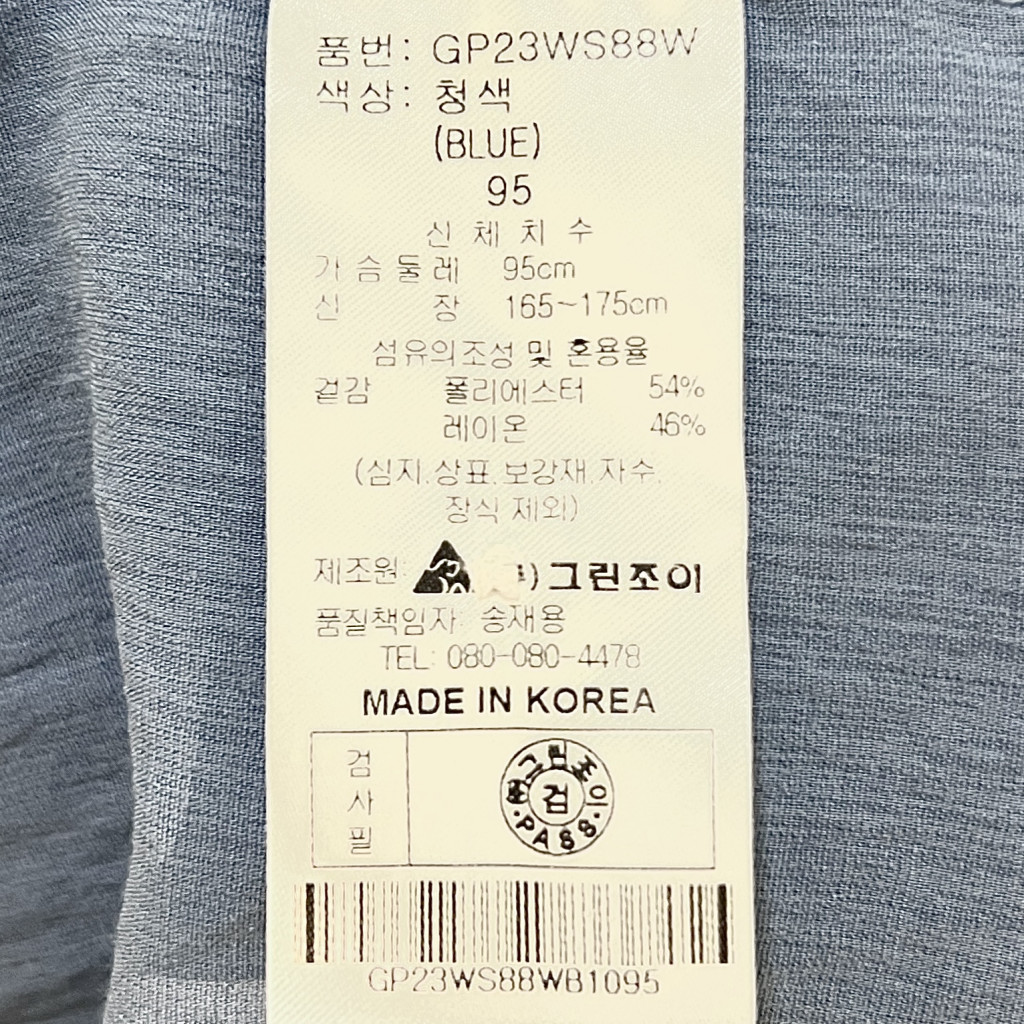 품번: GP23WS88W
색상: 청색
(BLUE)
95
신체치수
가슴둘레 95cm
신장 165~175cm
섬유의조성 및 혼용율
겉감 폴리에스터 54%
레이온 46%
(심지,상표,보강재,자수,
장식 제외)
제조원: 그린조이
품질책임자: 송재용
TEL: 080-080-4478
MADE IN KOREA
검사필
그린조이
검
PASS
GP23WS88WB1095